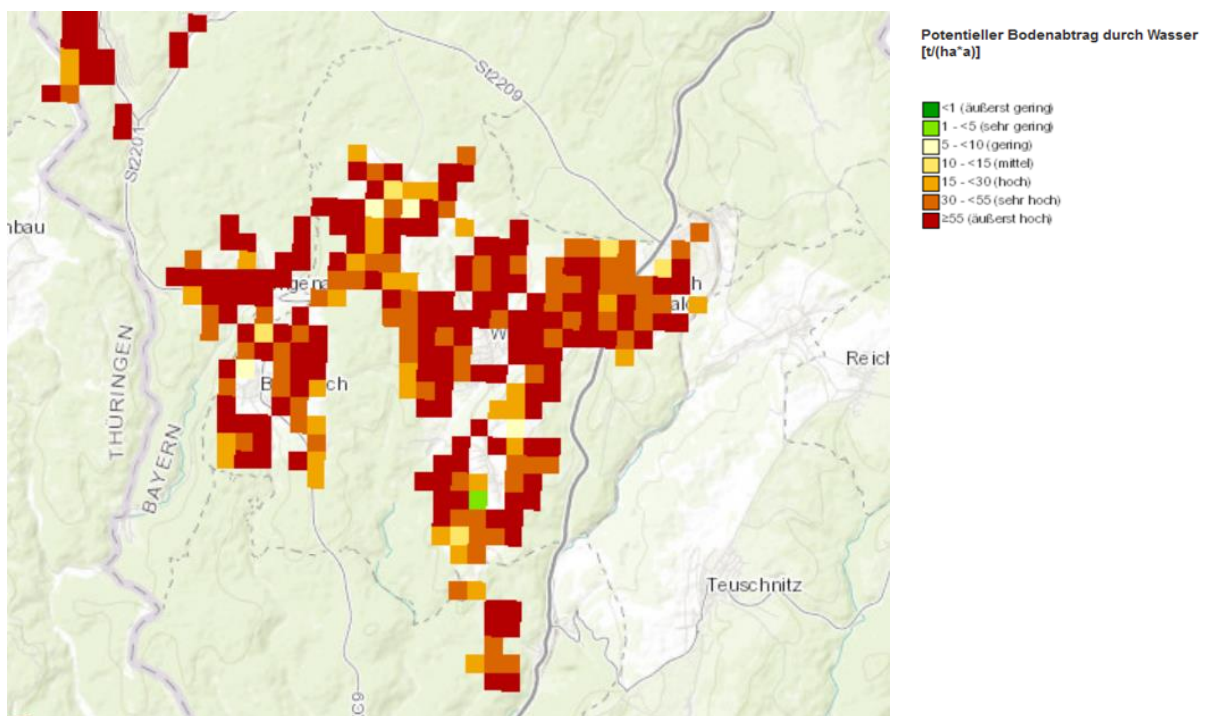 Potentieller Bodenabtrag durch Wasser
[t/(ha*a)]
<1 (äußerst gering)
1 - <5 (sehr gering)
5 - <10 (gering)
10 - <15 (mittel)
15 - <30 (hoch)
30 - <55 (sehr hoch)
≥55 (äußerst hoch)
St2209
St2201
nbau
THÜRINGEN
BAYERN
Reich
Teuschnitz